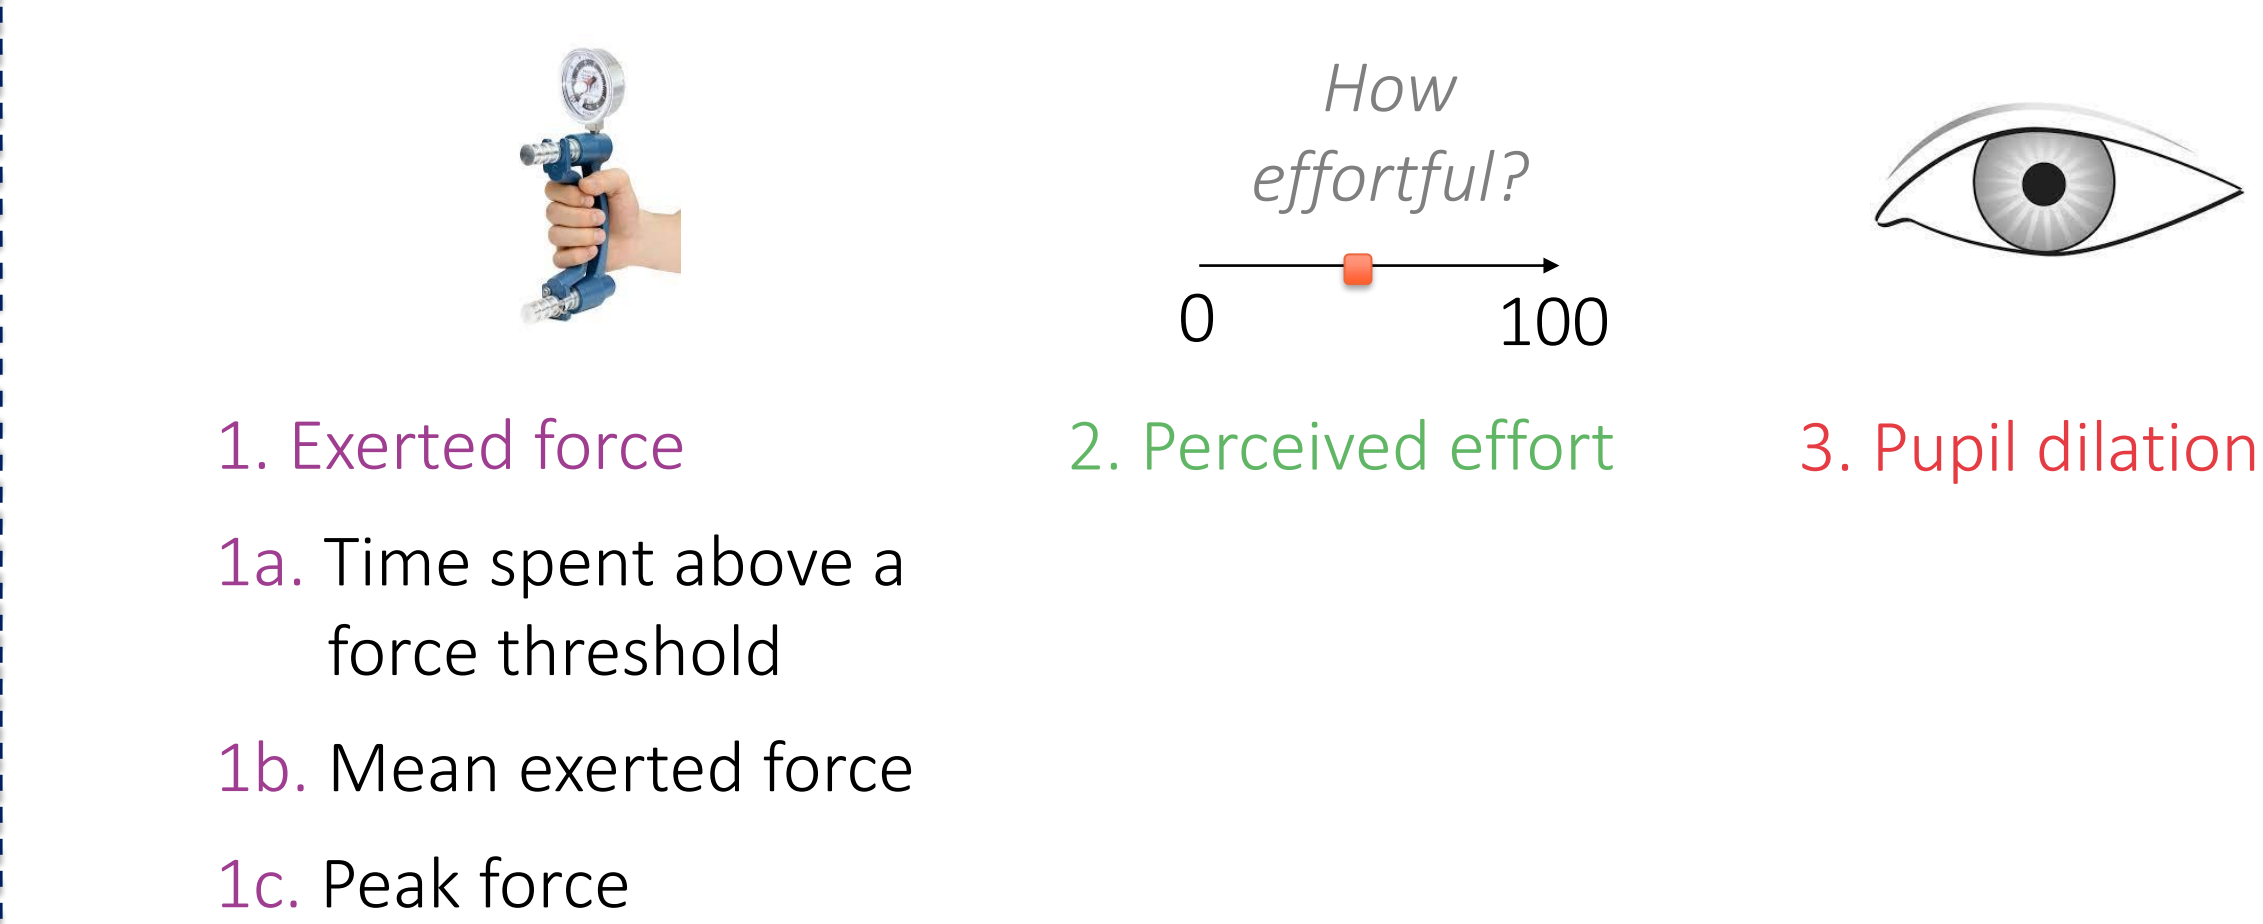 How
effortful?
0
100
1. Exerted force
2. Perceived effort
3. Pupil dilation
1a. Time spent above a
force threshold
1b. Mean exerted force
1c. Peak force